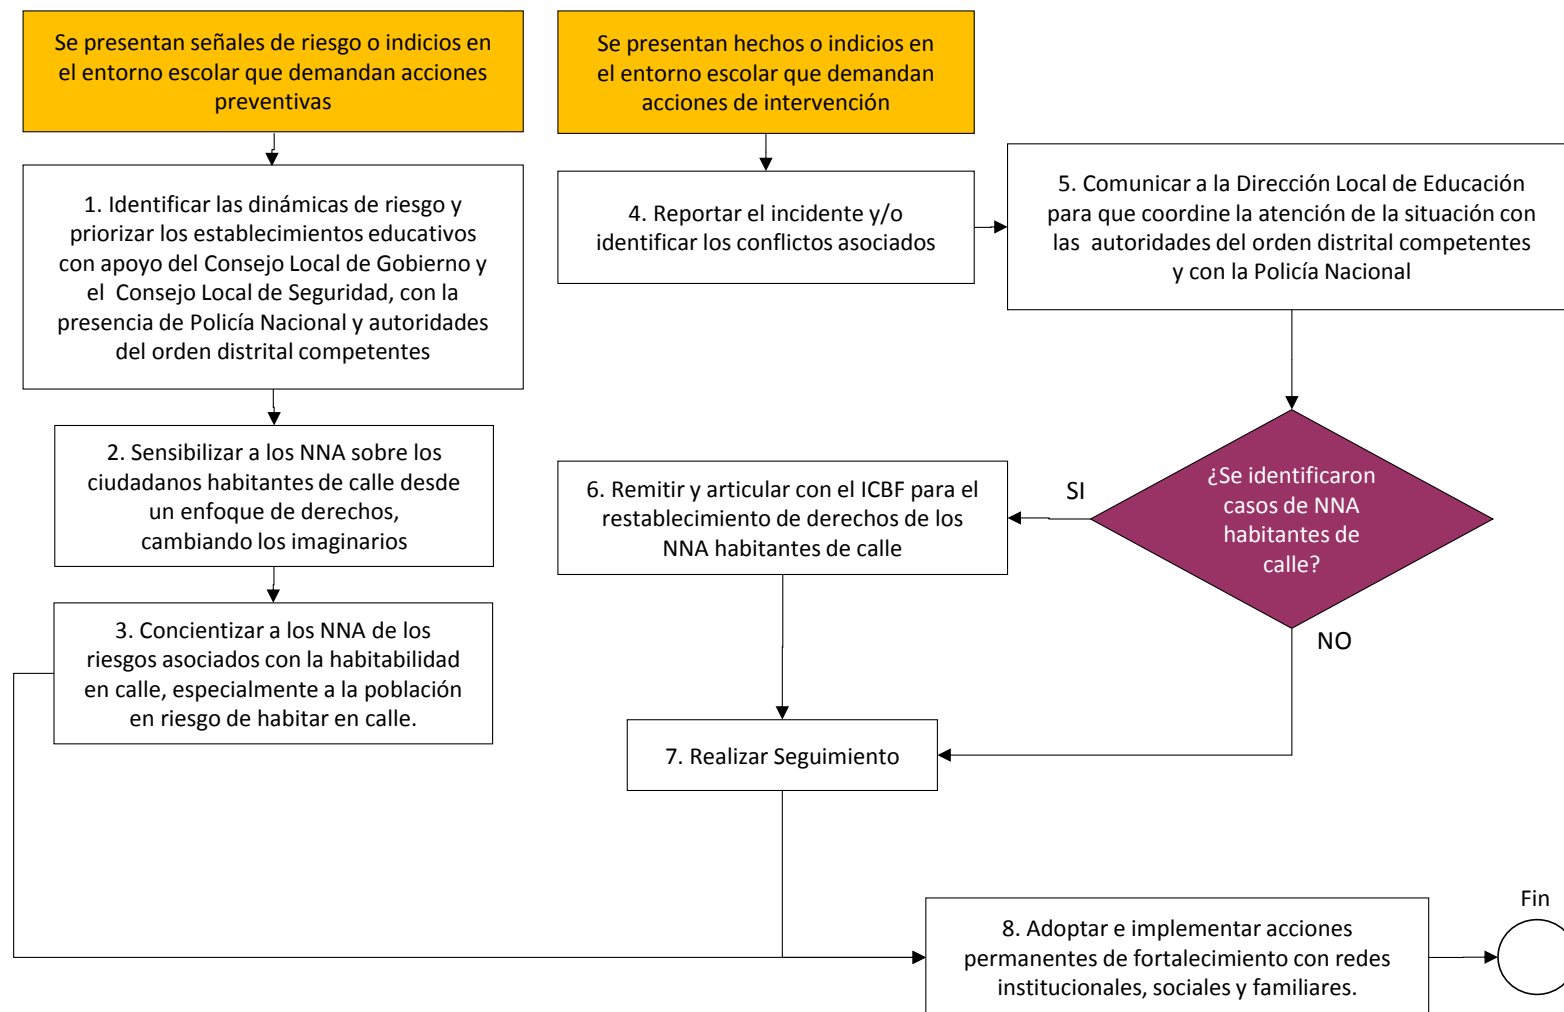 Se presentan señales de riesgo o indicios en
el entorno escolar que demandan acciones
preventivas
Se presentan hechos o indicios en
el entorno escolar que demandan
acciones de intervención
1. Identificar las dinámicas de riesgo y
priorizar los establecimientos educativos
con apoyo del Consejo Local de Gobierno y
el Consejo Local de Seguridad, con la
presencia de Policía Nacional y autoridades
del orden distrital competentes
4. Reportar el incidente y/o
identificar los conflictos asociados
5. Comunicar a la Dirección Local de Educación
para que coordine la atención de la situación con
las autoridades del orden distrital competentes
y con la Policía Nacional
2. Sensibilizar a los NNA sobre los
ciudadanos habitantes de calle desde
un enfoque de derechos,
cambiando los imaginarios
6. Remitir y articular con el ICBF para el
restablecimiento de derechos de los
NNA habitantes de calle
SI
¿Se identificaron
casos de NNA
habitantes de
calle?
NO
3. Concientizar a los NNA de los
riesgos asociados con la habitabilidad
en calle, especialmente a la población
en riesgo de habitar en calle.
7. Realizar Seguimiento
8. Adoptar e implementar acciones
permanentes de fortalecimiento con redes
institucionales, sociales y familiares.
Fin